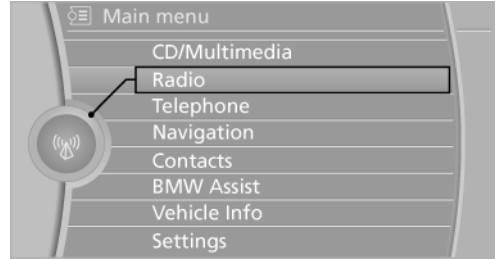 Main menu
CD/Multimedia
Radio
Telephone
Navigation
Contacts
BMW Assist
Vehicle Info
Settings